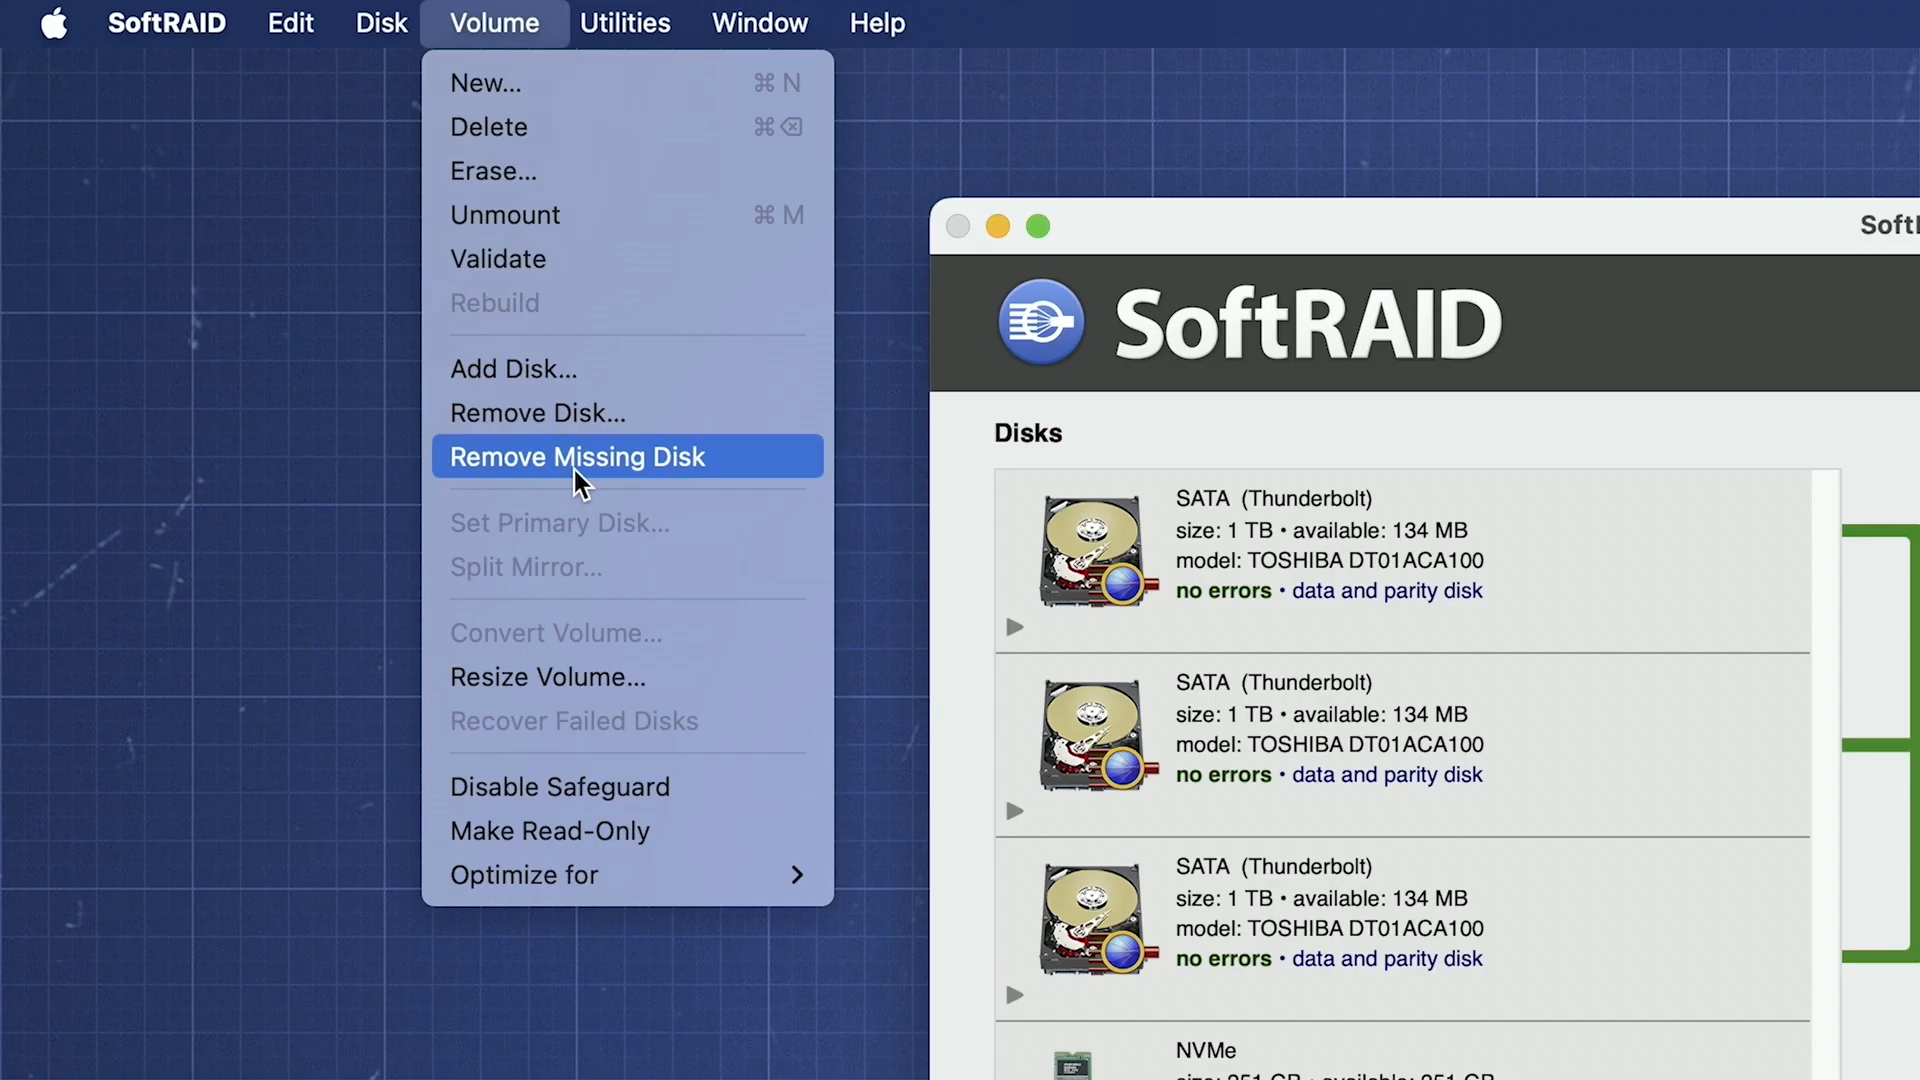 SoftRAID Edit Disk Volume Utilities Window Help
New... ⌘ N
Delete ⌘⌫
Erase...
Unmount ⌘ M
Validate
Rebuild
Add Disk...
Remove Disk...
Remove Missing Disk
Set Primary Disk...
Split Mirror...
Convert Volume...
Resize Volume...
Recover Failed Disks
Disable Safeguard
Make Read-Only
Optimize for
SoftRAID
Disks
SATA (Thunderbolt)
size: 1 TB • available: 134 MB
model: TOSHIBA DT01ACA100
no errors • data and parity disk
SATA (Thunderbolt)
size: 1 TB • available: 134 MB
model: TOSHIBA DT01ACA100
no errors • data and parity disk
SATA (Thunderbolt)
size: 1 TB • available: 134 MB
model: TOSHIBA DT01ACA100
no errors • data and parity disk
NVMe